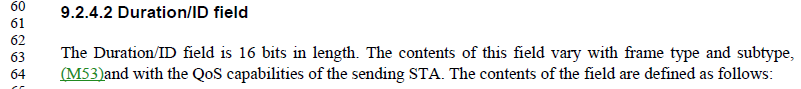 60
61 9.2.4.2 Duration/ID field
62
63 The Duration/ID field is 16 bits in length. The contents of this field vary with frame type and subtype,
64 (M53)and with the QoS capabilities of the sending STA. The contents of the field are defined as follows: